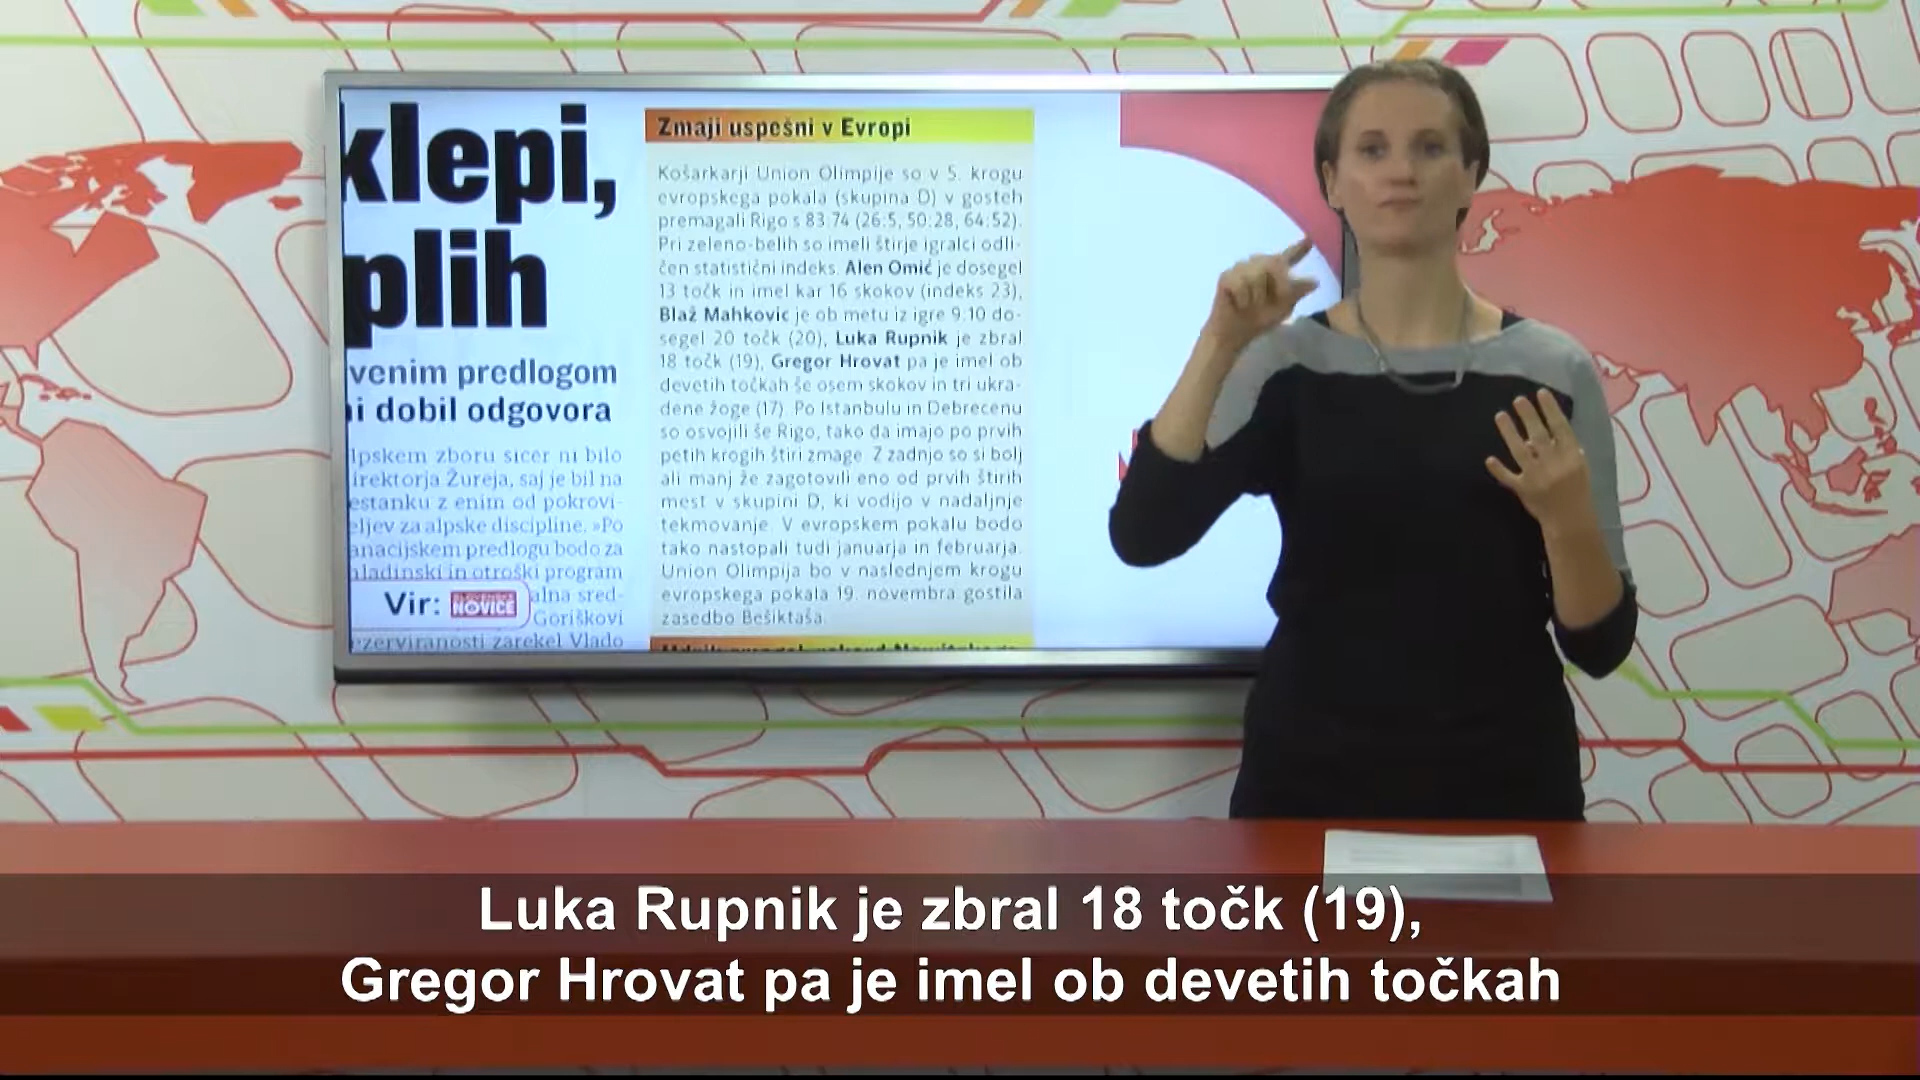 klepi,
plih
venim predlogom
ni dobil odgovora
lpskem zboru sicer ni bilo
irektorja Žureja, saj je bil na
estanku z enim od pokrovi-
eljev za alpske discipline. »Po
anacijskem predlogu bodo za
mladinski in otroški program
alna sred-
Goriškovi
ezerviranosti zarekel Vlado
Vir: SLOVENSKE NOVICE
Zmaji uspešni v Evropi
Košarkarji Union Olimpije so v 5. krogu
evropskega pokala (skupina D) v gosteh
premagali Rigo s 83:74 (26:5, 50:28, 64:52).
Pri zeleno-belih so imeli štirje igralci odli-
čen statistični indeks. Alen Omić je dosegel
13 točk in imel kar 16 skokov (indeks 23),
Blaž Mahkovic je ob metu iz igre 9.10 do-
segel 20 točk (20), Luka Rupnik je zbral
18 točk (19), Gregor Hrovat pa je imel ob
devetih točkah še osem skokov in tri ukra-
dene žoge (17). Po Istanbulu in Debrecenu
so osvojili še Rigo, tako da imajo po prvih
petih krogih štiri zmage. Z zadnjo so si bolj
ali manj že zagotovili eno od prvih štirih
mest v skupini D, ki vodijo v nadaljnje
tekmovanje. V evropskem pokalu bodo
tako nastopali tudi januarja in februarja.
Union Olimpija bo v naslednjem krogu
evropskega pokala 19. novembra gostila
zasedbo Bešiktaša.
Luka Rupnik je zbral 18 točk (19),
Gregor Hrovat pa je imel ob devetih točkah